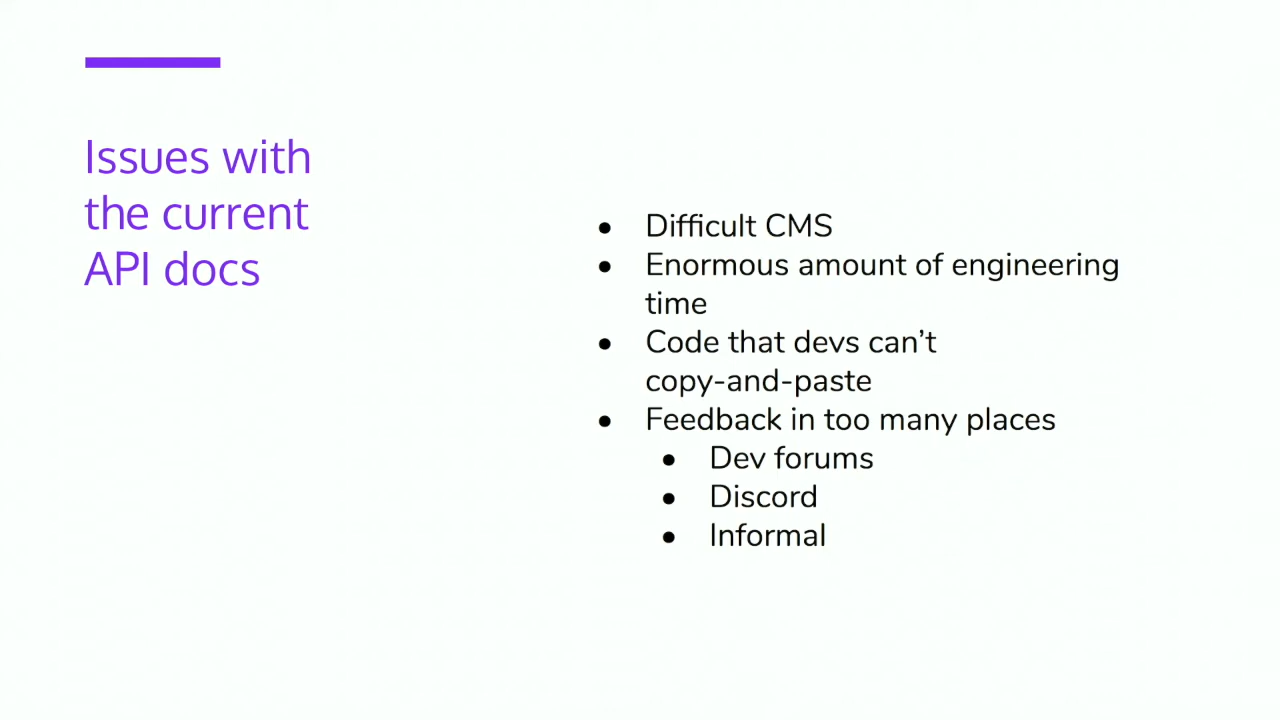 Issues with
the current
API docs
● Difficult CMS
● Enormous amount of engineering
time
● Code that devs can’t
copy-and-paste
● Feedback in too many places
● Dev forums
● Discord
● Informal